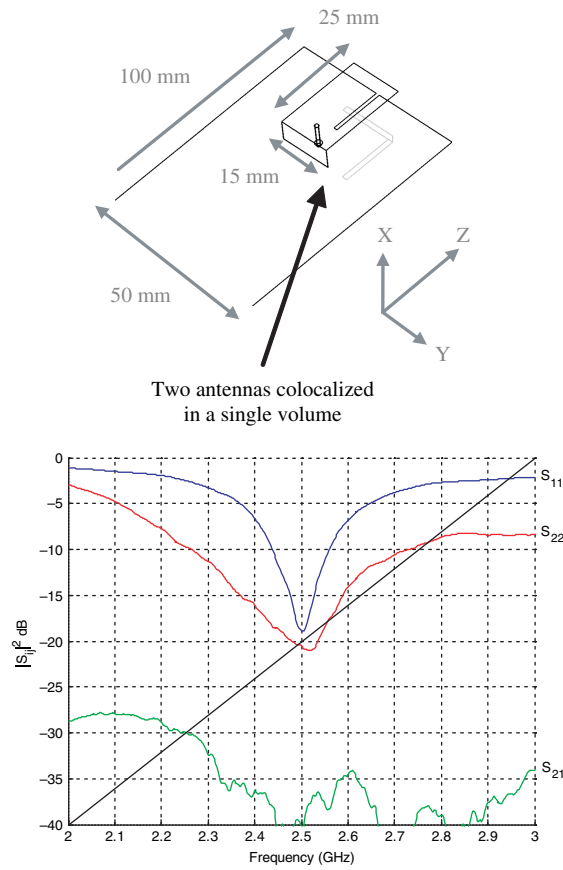 25 mm
100 mm
15 mm
X
Z
50 mm
Y
Two antennas colocalized
in a single volume
0
S11
−5
S22
−10
−15
|Sij|² dB
−20
−25
−30
−35
S21
−40
2 2.1 2.2 2.3 2.4 2.5 2.6 2.7 2.8 2.9 3
Frequency (GHz)